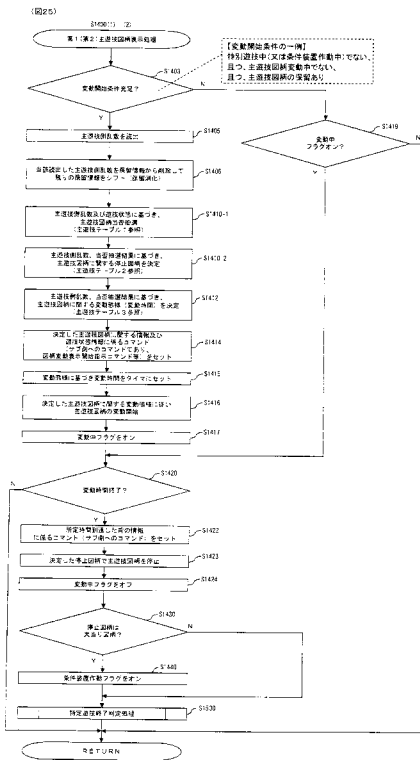 (図25)
S1400(1) (2)
第1(第2)主遊技図柄表示処理
【変動開始条件の一例】
特別遊技中(又は条件装置作動中)でない、
且つ、主遊技図柄変動中でない、
且つ、主遊技図柄の保留あり
S1403
変動開始条件充足？
N
Y
S1405
主遊技側乱数を読出
S1406
当該読出した主遊技側乱数を保留情報から削除して
残りの保留情報をシフト(保留消化)
S1419
変動中
フラグオン？
N
Y
S1410-1
主遊技側乱数及び遊技状態に基づき、
主遊技図柄当否抽選
(主遊技テーブル1参照)
S1410-2
主遊技側乱数、当否抽選結果に基づき、
主遊技図柄に関する停止図柄を決定
(主遊技テーブル2参照)
S1412
主遊技側乱数、当否抽選結果に基づき、
主遊技図柄に関する変動態様(変動時間)を決定
(主遊技テーブル3参照)
S1414
決定した主遊技図柄に関する情報及び
遊技状態情報に係るコマンド
(サブ側へのコマンドであり、
図柄変動表示開始指示コマンド等)をセット
S1415
変動態様に基づき変動時間をタイマにセット
S1416
決定した主遊技図柄に関する変動態様に従い
主遊技図柄の変動開始
S1417
変動中フラグをオン
S1420
変動時間終了？
N
Y
S1422
所定時間到達した旨の情報
に係るコマンド(サブ側へのコマンド)をセット
S1423
決定した停止図柄で主遊技図柄を停止
S1424
変動中フラグをオフ
S1430
停止図柄は
大当り図柄？
N
Y
S1440
条件装置作動フラグをオン
特定遊技終了判定処理
RETURN